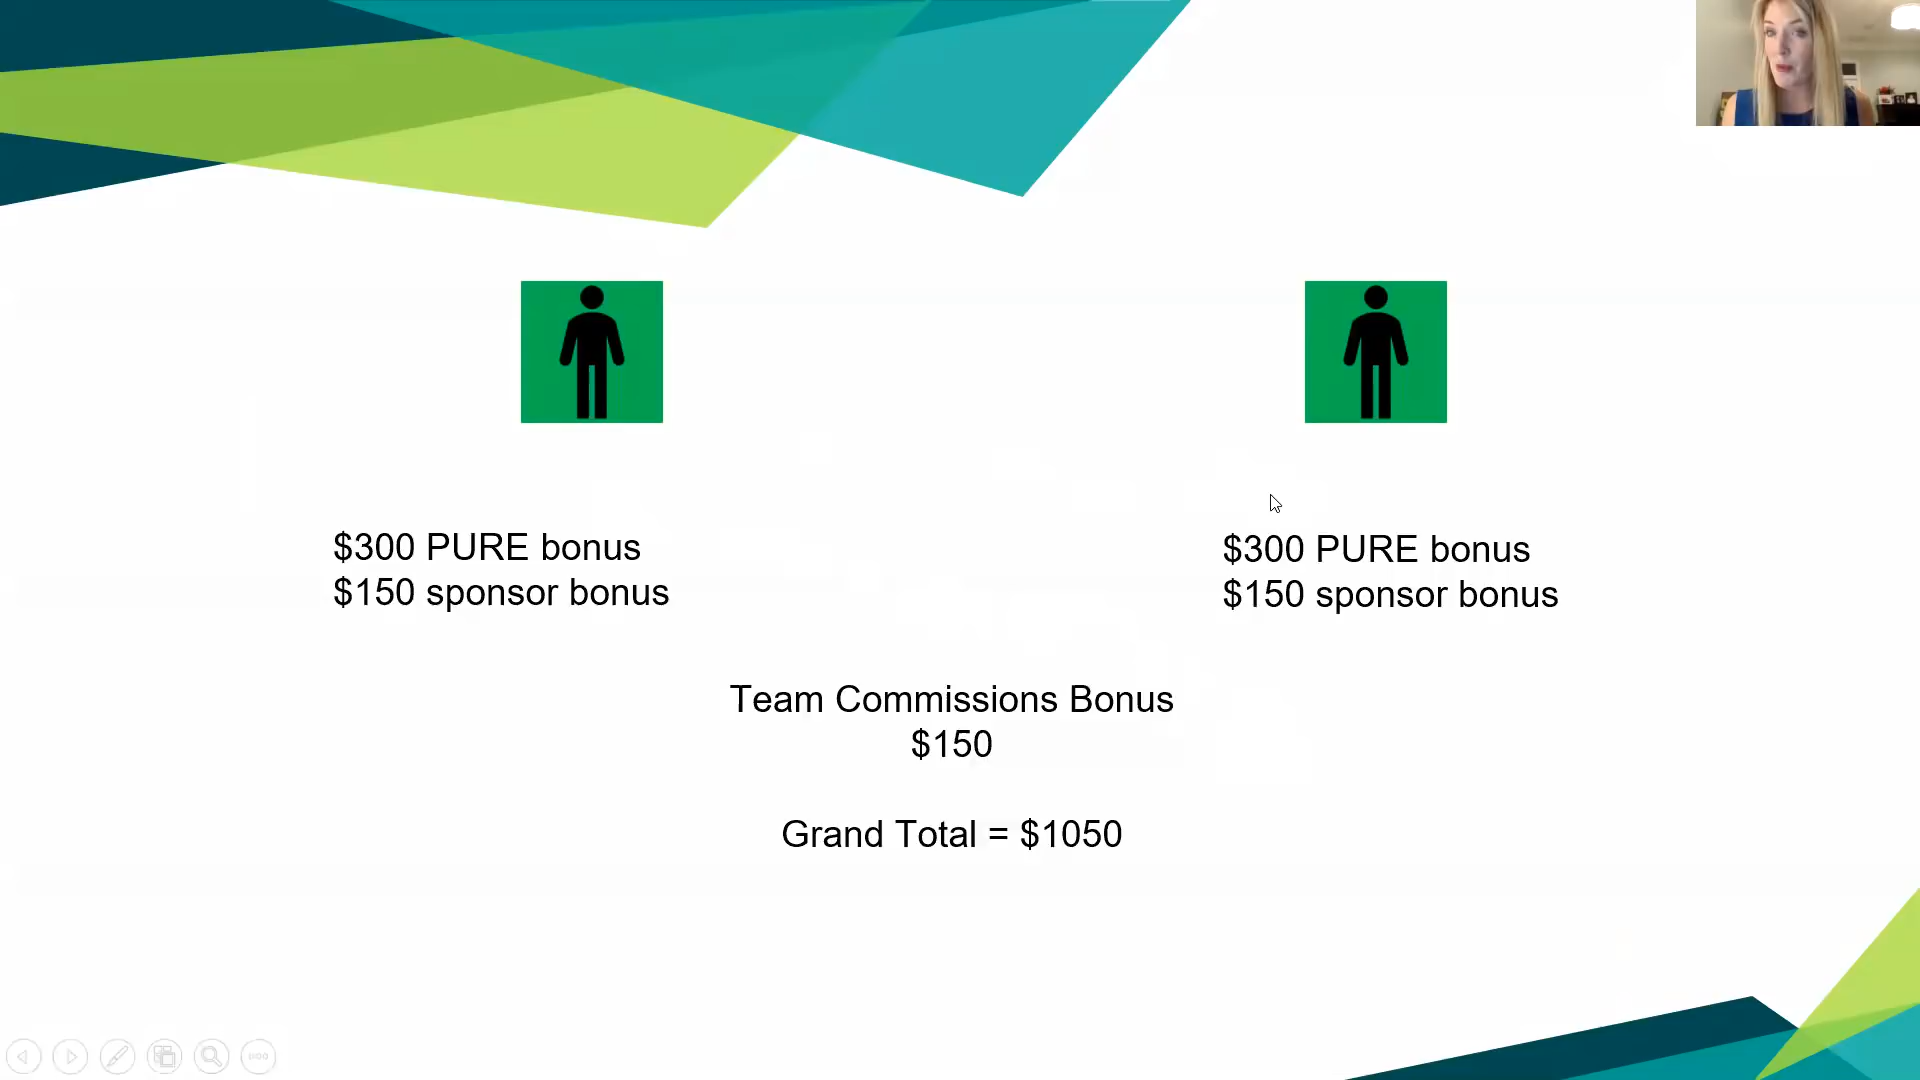 $300 PURE bonus
$150 sponsor bonus
$300 PURE bonus
$150 sponsor bonus
Team Commissions Bonus
$150
Grand Total = $1050